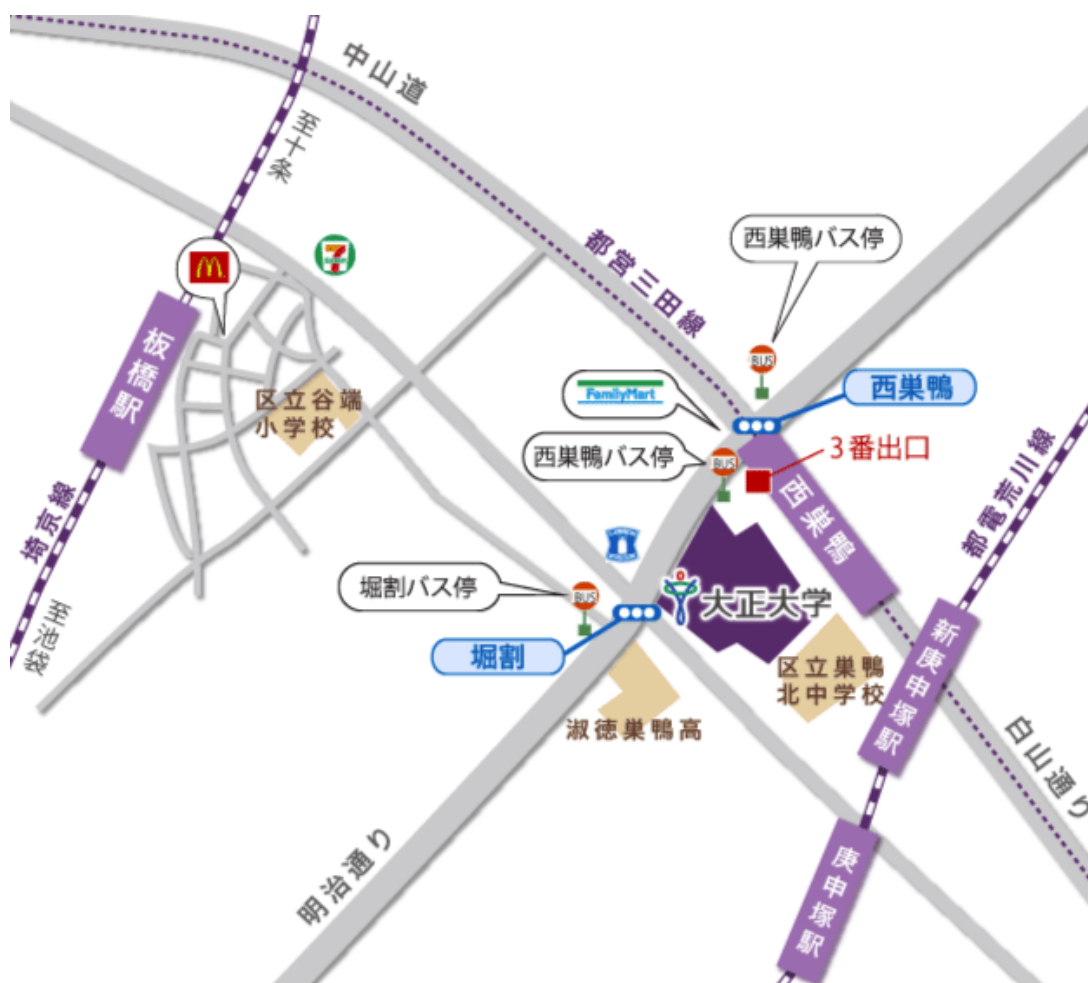 中山道
至十条
西巣鴨バス停
都営三田線
板橋駅
区立谷端
小学校
FamilyMart
西巣鴨
西巣鴨バス停
3番出口
BUS
BUS
西巣鴨
都電荒川線
埼京線
至池袋
堀割バス停
BUS
大正大学
堀割
新庚申塚駅
区立巣鴨
北中学校
淑徳巣鴨高
白山通り
明治通り
庚申塚駅